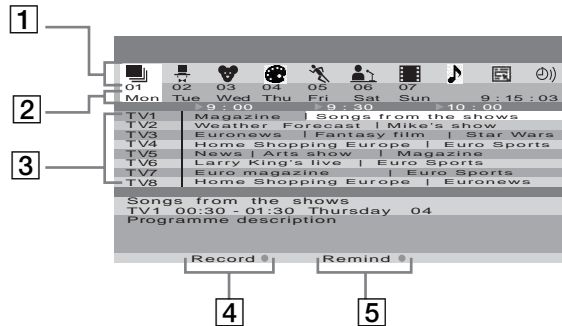 1
01 02 03 04 05 06 07
2
Mon Tue Wed Thu Fri Sat Sun 9 : 15 : 03
9 : 00 9 : 30 10 : 00
TV1 Magazine | Songs from the shows
TV2 Weather Forecast | Mike's show
TV3 Euronews | Fantasy film | Star Wars
3
TV4 Home Shopping Europe | Euro Sports
TV5 News | Arts show | Magazine
TV6 Larry King's live | Euro Sports
TV7 Euro magazine | Euro Sports
TV8 Home Shopping Europe | Euronews
Songs from the shows
TV1 00:30 - 01:30 Thursday 04
Programme description
Record Remind
4 5